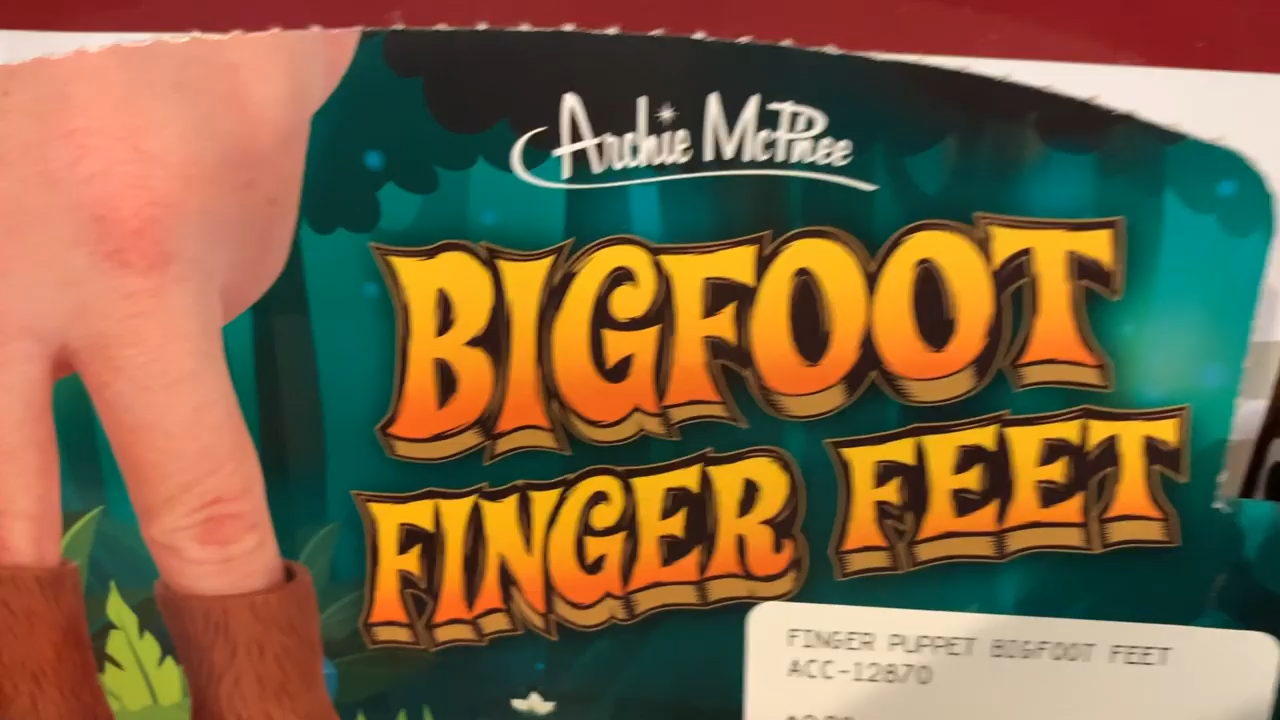 Archie McPhee
BIGFOOT
FINGER FEET
FINGER PUPPET BIGFOOT FEET
ACC-12870